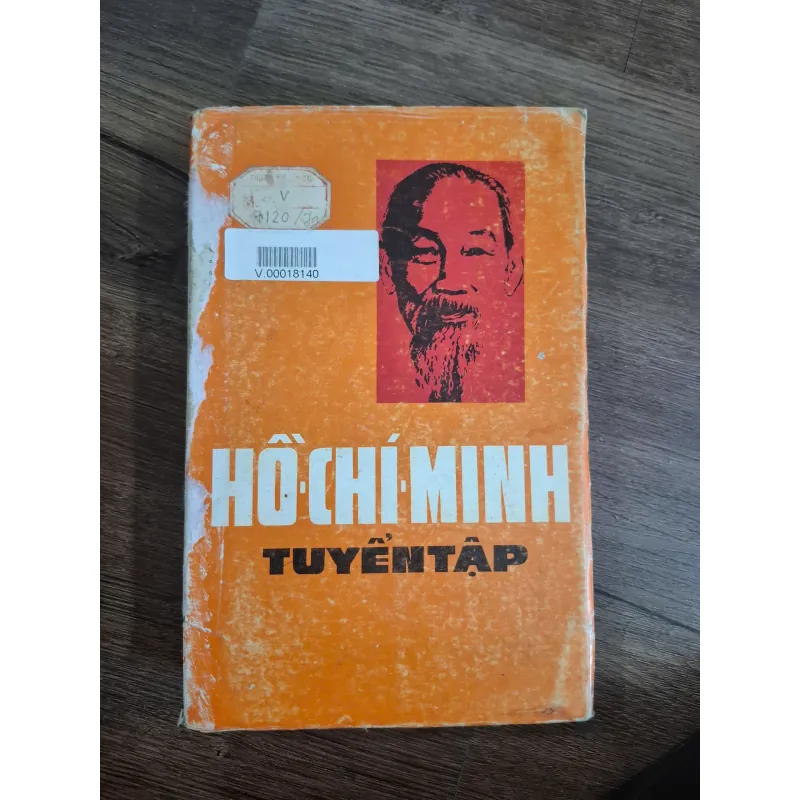 V
V.00018140
HỒ·CHÍ·MINH
TUYỂN TẬP